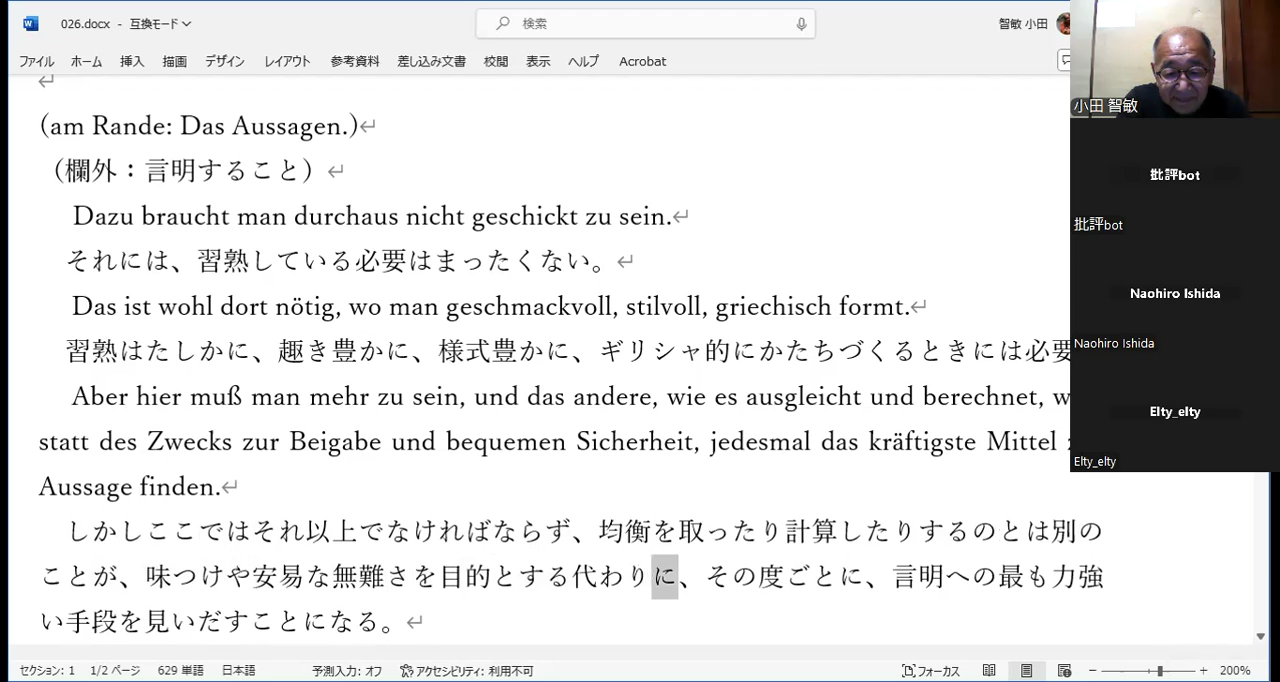 026.docx - 互換モード
検索
智敏 小田
ファイル ホーム 挿入 描画 デザイン レイアウト 参考資料 差し込み文書 校閲 表示 ヘルプ Acrobat
(am Rande: Das Aussagen.)
（欄外：言明すること）
Dazu braucht man durchaus nicht geschickt zu sein.
それには、習熟している必要はまったくない。
Das ist wohl dort nötig, wo man geschmackvoll, stilvoll, griechisch formt.
習熟はたしかに、趣き豊かに、様式豊かに、ギリシャ的にかたちづくるときには必要
Aber hier muß man mehr zu sein, und das andere, wie es ausgleicht und berechnet,
statt des Zwecks zur Beigabe und bequemen Sicherheit, jedesmal das kräftigste Mittel
Aussage finden.
しかしここではそれ以上でなければならず、均衡を取ったり計算したりするのとは別の
ことが、味つけや安易な無難さを目的とする代わりに、その度ごとに、言明への最も力強
い手段を見いだすことになる。
小田 智敏
批評bot
批評bot
Naohiro Ishida
Naohiro Ishida
Elty_elty
Elty_elty
セクション: 1 1/2 ページ 629 単語 日本語 予測入力: オフ アクセシビリティ: 利用不可 フォーカス 200%